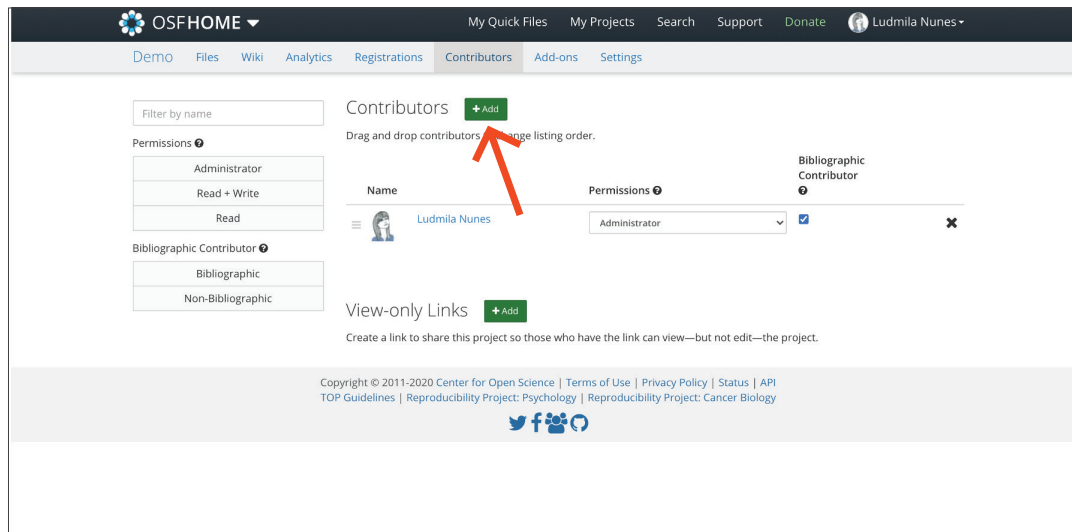 OSFHOME My Quick Files My Projects Search Support Donate Ludmila Nunes
Demo Files Wiki Analytics Registrations Contributors Add-ons Settings
Filter by name
Permissions
Administrator
Read + Write
Read
Bibliographic Contributor
Bibliographic
Non-Bibliographic
Contributors + Add
Drag and drop contributors change listing order.
Name Permissions Bibliographic
Contributor
Ludmila Nunes Administrator
View-only Links + Add
Create a link to share this project so those who have the link can view—but not edit—the project.
Copyright © 2011-2020 Center for Open Science | Terms of Use | Privacy Policy | Status | API
TOP Guidelines | Reproducibility Project: Psychology | Reproducibility Project: Cancer Biology